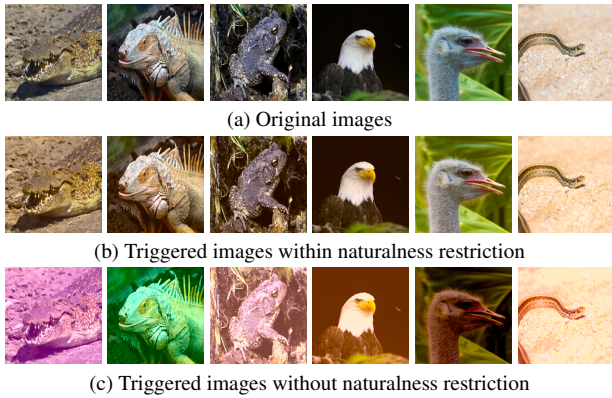 (a) Original images
(b) Triggered images within naturalness restriction
(c) Triggered images without naturalness restriction